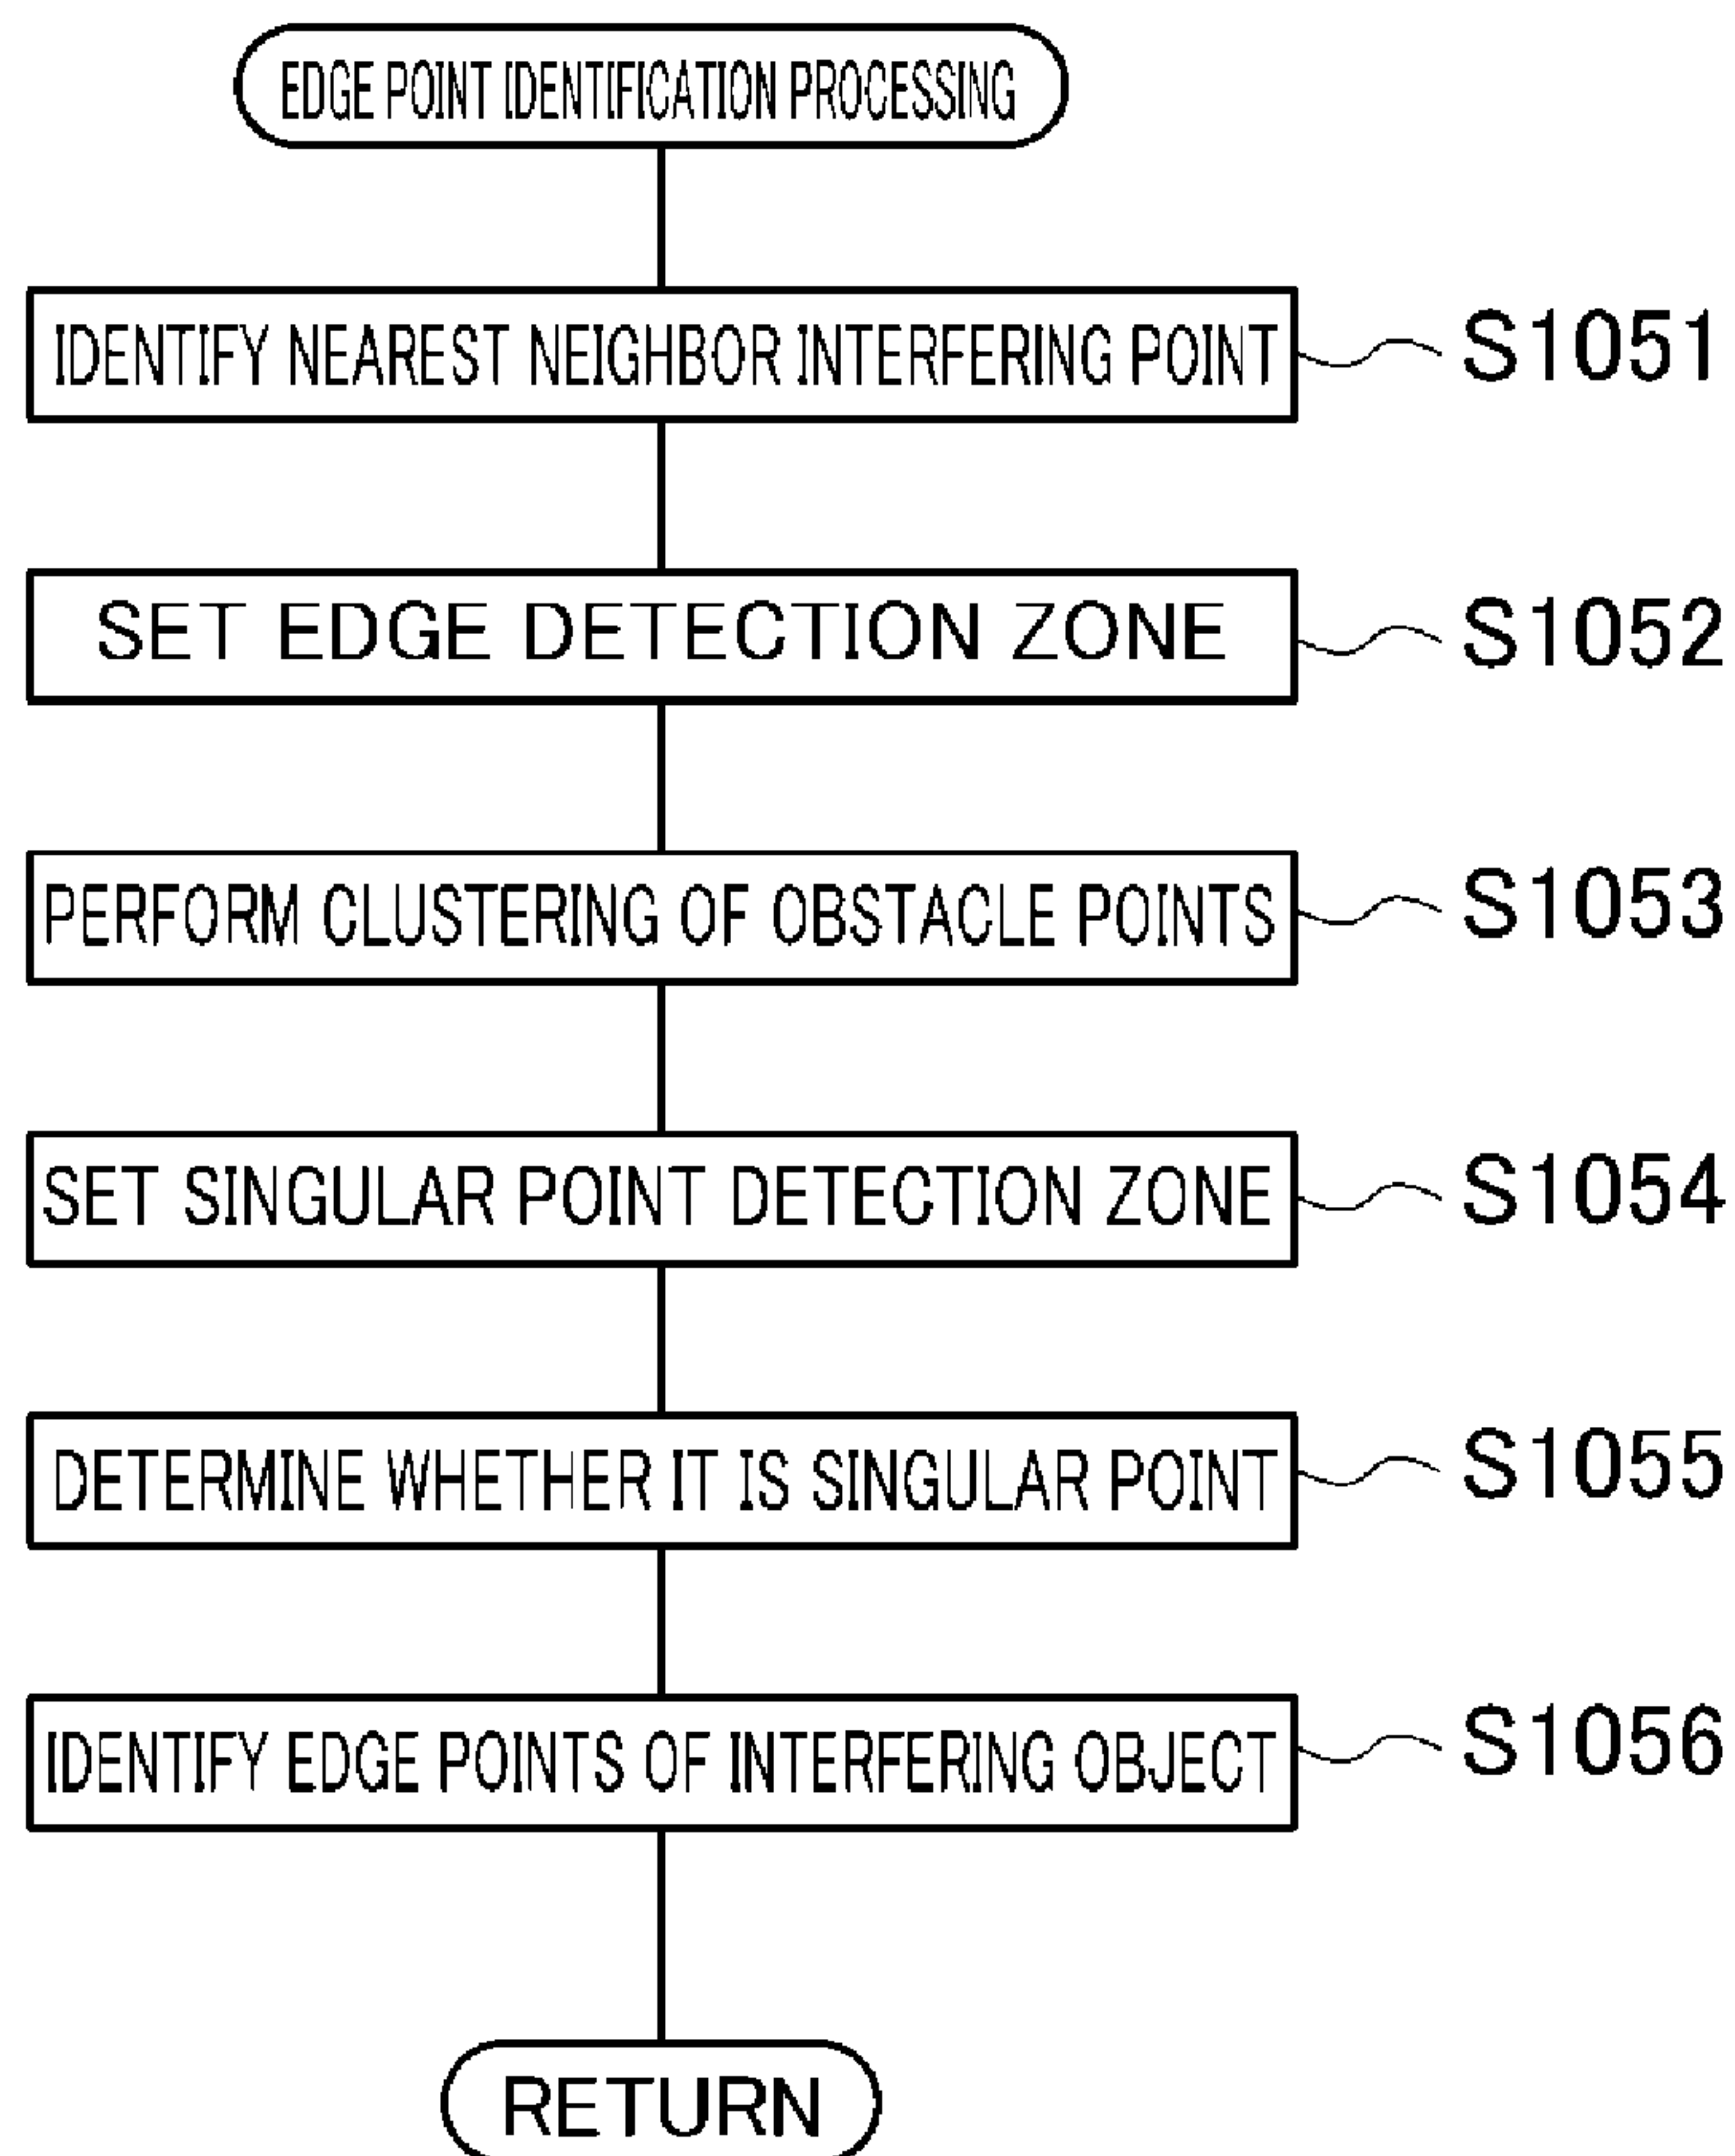 EDGE POINT IDENTIFICATION PROCESSING
IDENTIFY NEAREST NEIGHBOR INTERFERING POINT S1051
SET EDGE DETECTION ZONE S1052
PERFORM CLUSTERING OF OBSTACLE POINTS S1053
SET SINGULAR POINT DETECTION ZONE S1054
DETERMINE WHETHER IT IS SINGULAR POINT S1055
IDENTIFY EDGE POINTS OF INTERFERING OBJECT S1056
RETURN